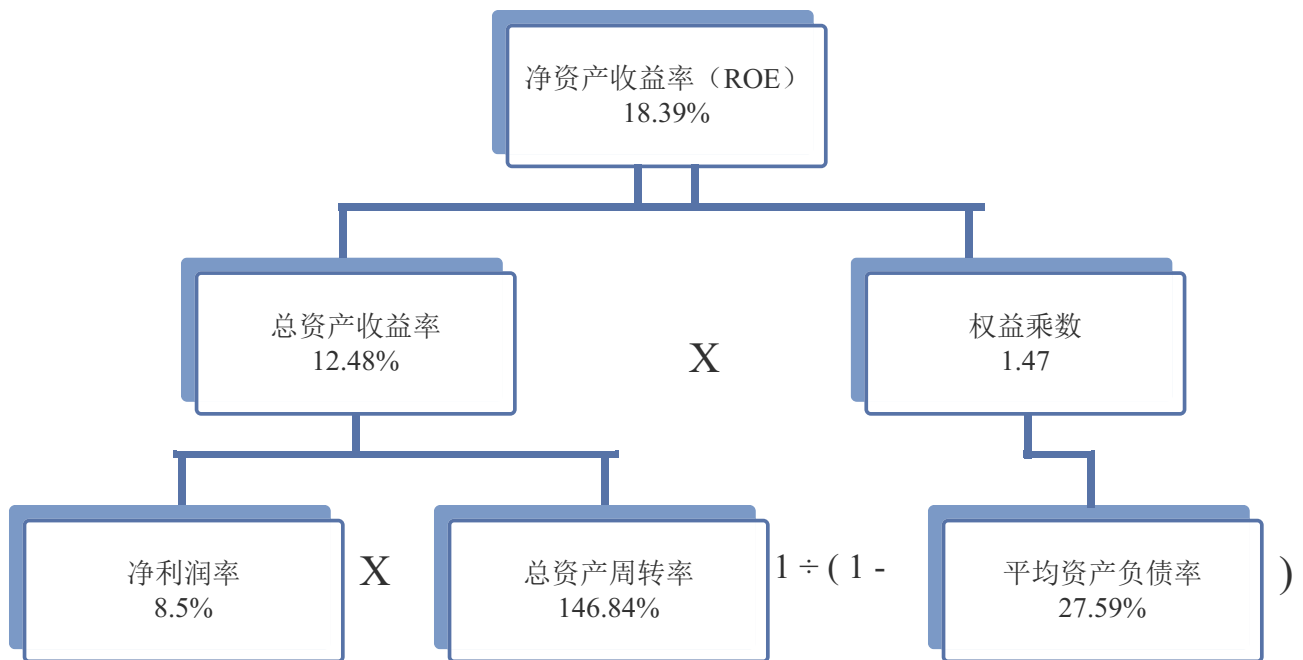 净资产收益率（ROE）
18.39%
总资产收益率
12.48%
X
权益乘数
1.47
净利润率
8.5%
X
总资产周转率
146.84%
1 ÷ ( 1 -
平均资产负债率
27.59%
)